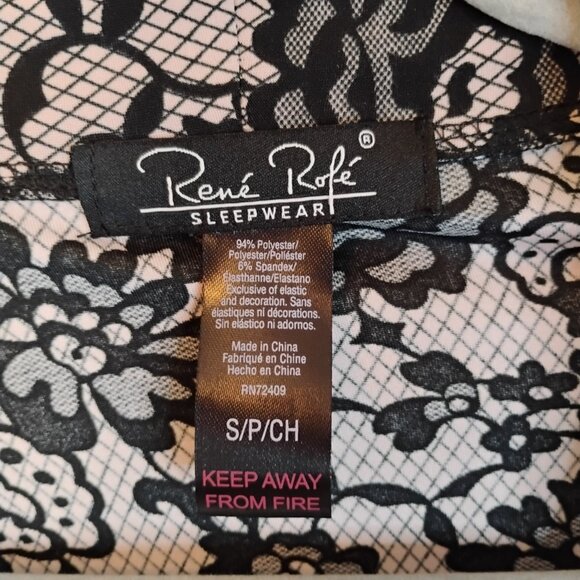 René Rofé ®
SLEEPWEAR
94% Polyester/
Polyester/Poliéster
6% Spandex/
Élasthanne/Elastano
Exclusive of elastic
and decoration. Sans
élastiques ni décorations.
Sin elástico ni adornos.
Made in China
Fabriqué en Chine
Hecho en China
RN72409
S/P/CH
KEEP AWAY
FROM FIRE